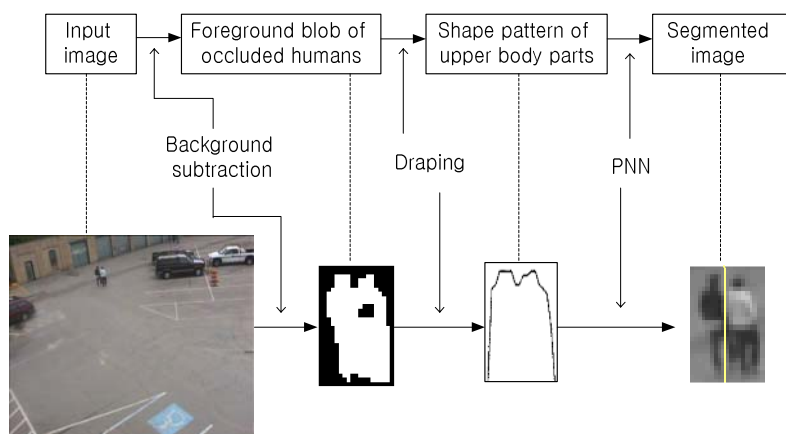 Input
image
Foreground blob of
occluded humans
Shape pattern of
upper body parts
Segmented
image
Background
subtraction
Draping
PNN